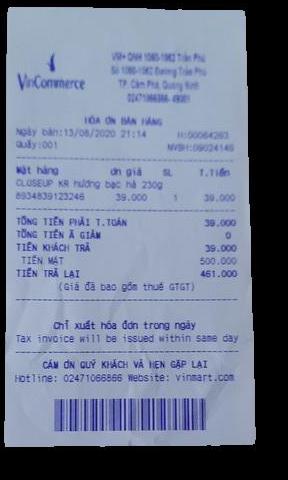 VinCommerce
VM+ QNH 1060-1062 Trần Phú
Số 1060-1062 Đường Trần Phú
TP. Cẩm Phả, Quảng Ninh
02471066866-49001
HÓA ĐƠN BÁN HÀNG
Ngày bán:13/08/2020 21:14 H:00064263
Quầy:001 NVBH:09024146
Mặt hàng Đn giá SL T.Tiền
CLOSEUP KR hương bạc hà 230g
8934839123246 39.000 1 39.000
TỔNG TIỀN PHẢI T.TOÁN 39.000
TỔNG TIỀN Đ GIẢM 0
TIỀN KHÁCH TRẢ 39.000
TIỀN MẶT 500.000
TIỀN TRẢ LẠI 461.000
(Giá đã bao gồm thuế GTGT)
Chỉ xuất hóa đơn trong ngày
Tax invoice will be issued within same day
CẢM ƠN QUÝ KHÁCH VÀ HẸN GẶP LẠI
Hotline: 02471066866 Website: vinmart.com